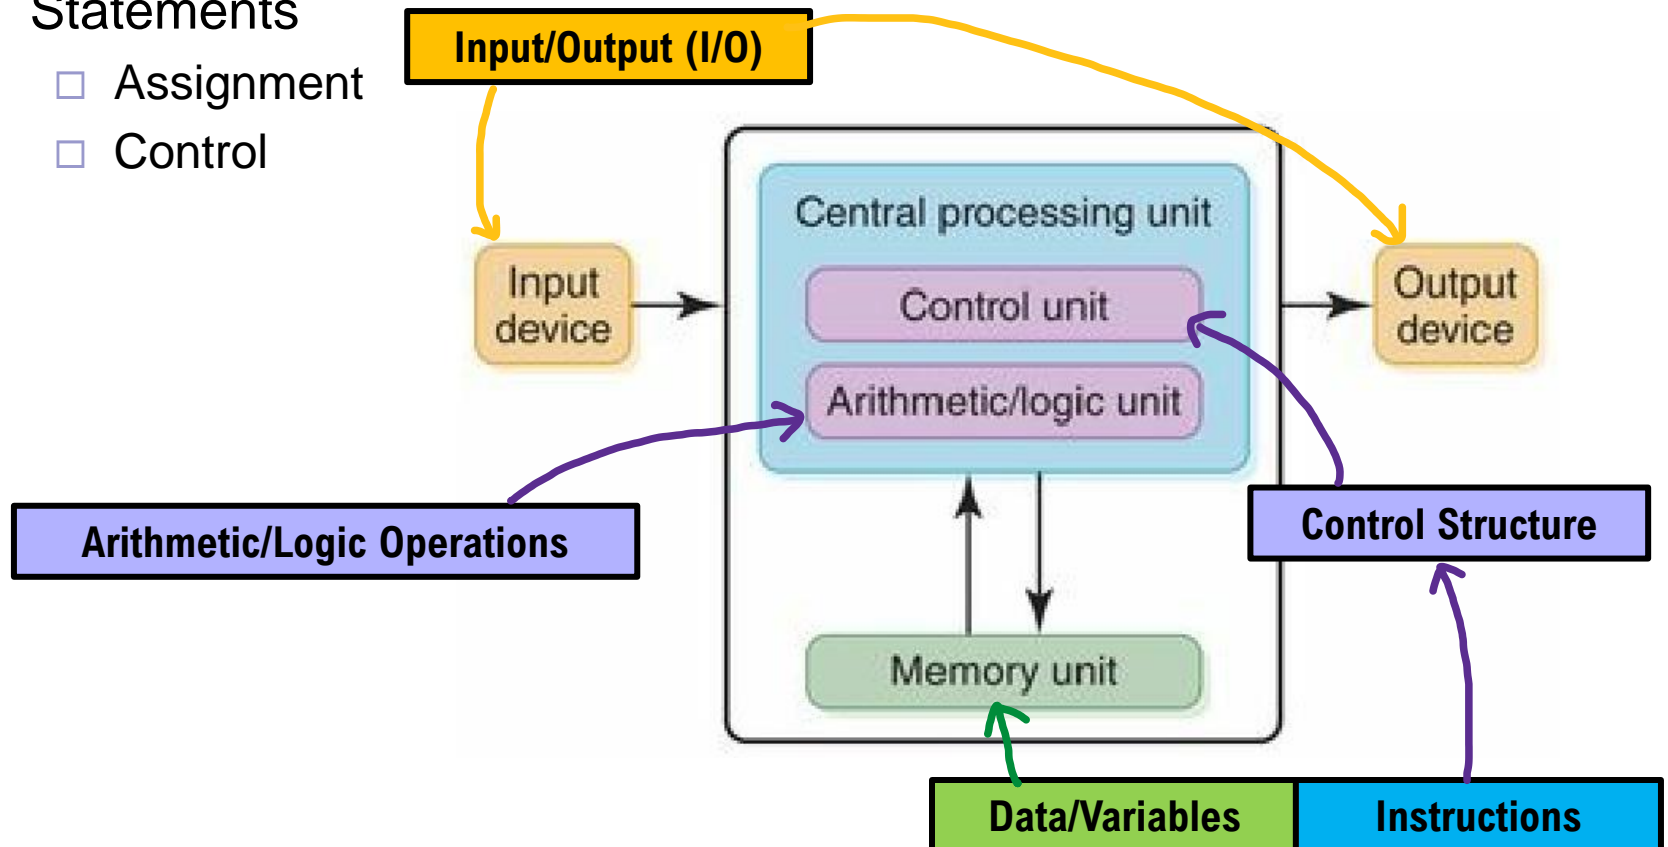 Statements
Assignment
Control
Input/Output (I/O)
Central processing unit
Input
device
Control unit
Output
device
Arithmetic/logic unit
Arithmetic/Logic Operations
Control Structure
Memory unit
Data/Variables
Instructions